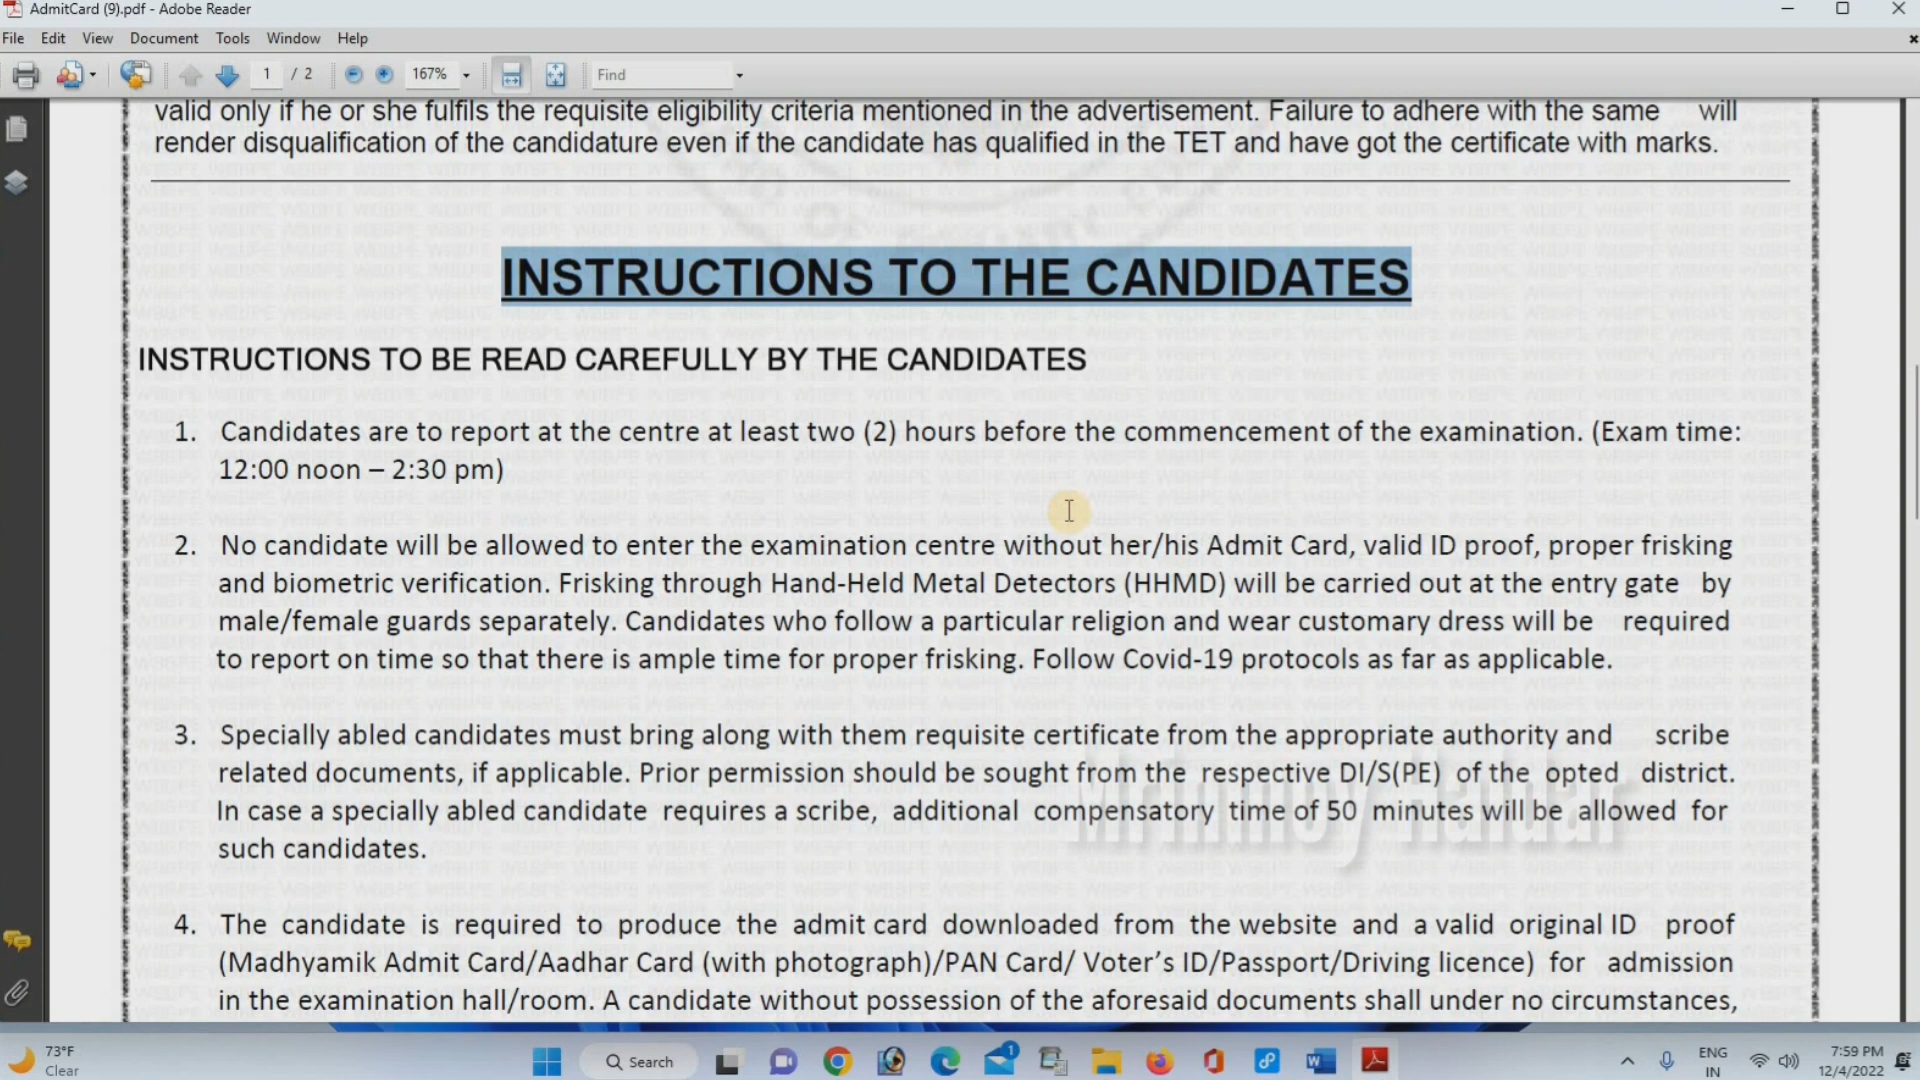 AdmitCard (9).pdf - Adobe Reader
File Edit View Document Tools Window Help
1 / 2 167% Find
valid only if he or she fulfils the requisite eligibility criteria mentioned in the advertisement. Failure to adhere with the same will
render disqualification of the candidature even if the candidate has qualified in the TET and have got the certificate with marks.
INSTRUCTIONS TO THE CANDIDATES
INSTRUCTIONS TO BE READ CAREFULLY BY THE CANDIDATES
1. Candidates are to report at the centre at least two (2) hours before the commencement of the examination. (Exam time:
12:00 noon – 2:30 pm)
2. No candidate will be allowed to enter the examination centre without her/his Admit Card, valid ID proof, proper frisking
and biometric verification. Frisking through Hand-Held Metal Detectors (HHMD) will be carried out at the entry gate by
male/female guards separately. Candidates who follow a particular religion and wear customary dress will be required
to report on time so that there is ample time for proper frisking. Follow Covid-19 protocols as far as applicable.
3. Specially abled candidates must bring along with them requisite certificate from the appropriate authority and scribe
related documents, if applicable. Prior permission should be sought from the respective DI/S(PE) of the opted district.
In case a specially abled candidate requires a scribe, additional compensatory time of 50 minutes will be allowed for
such candidates.
Mrinmoy Haldar
4. The candidate is required to produce the admit card downloaded from the website and a valid original ID proof
(Madhyamik Admit Card/Aadhar Card (with photograph)/PAN Card/ Voter's ID/Passport/Driving licence) for admission
in the examination hall/room. A candidate without possession of the aforesaid documents shall under no circumstances,
73°F
Clear
Search
1
ENG
IN
7:59 PM
12/4/2022